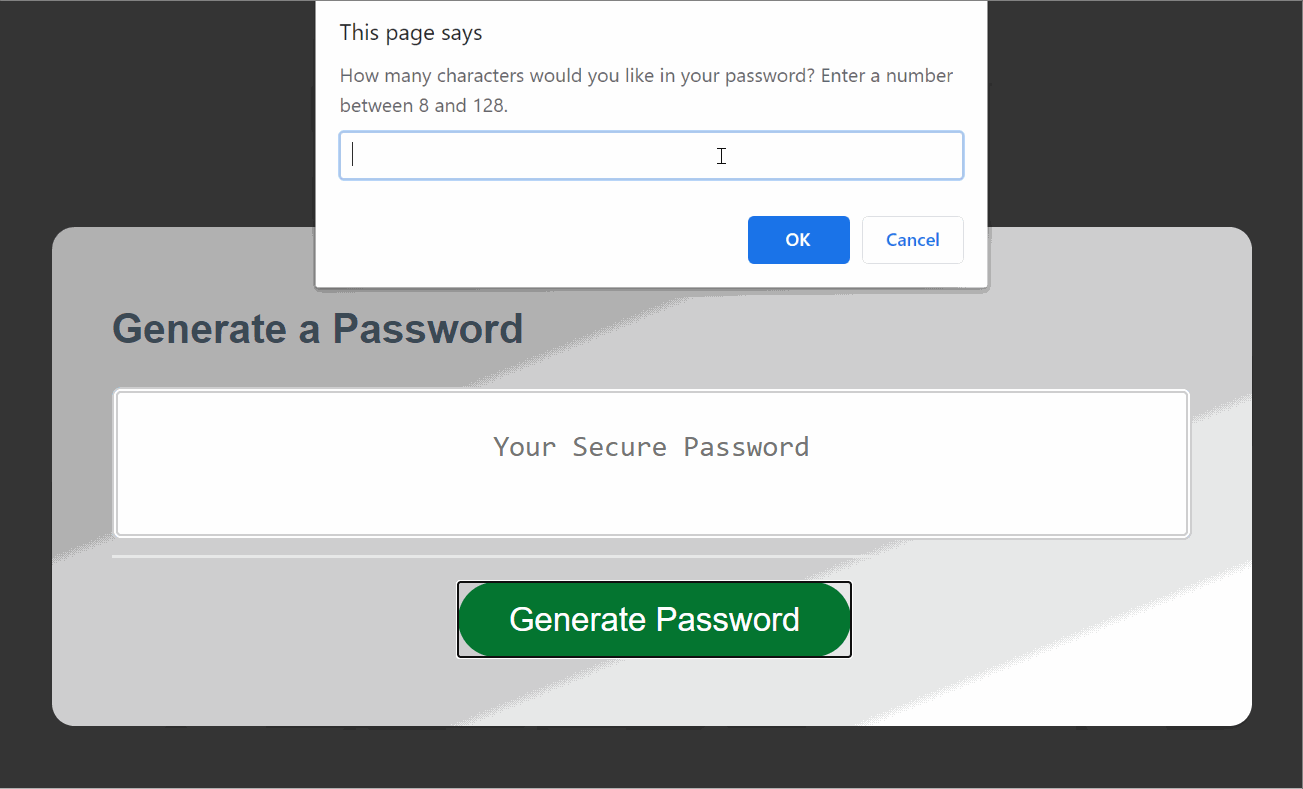 This page says
How many characters would you like in your password? Enter a number
between 8 and 128.
OK
Cancel
Generate a Password
Your Secure Password
Generate Password